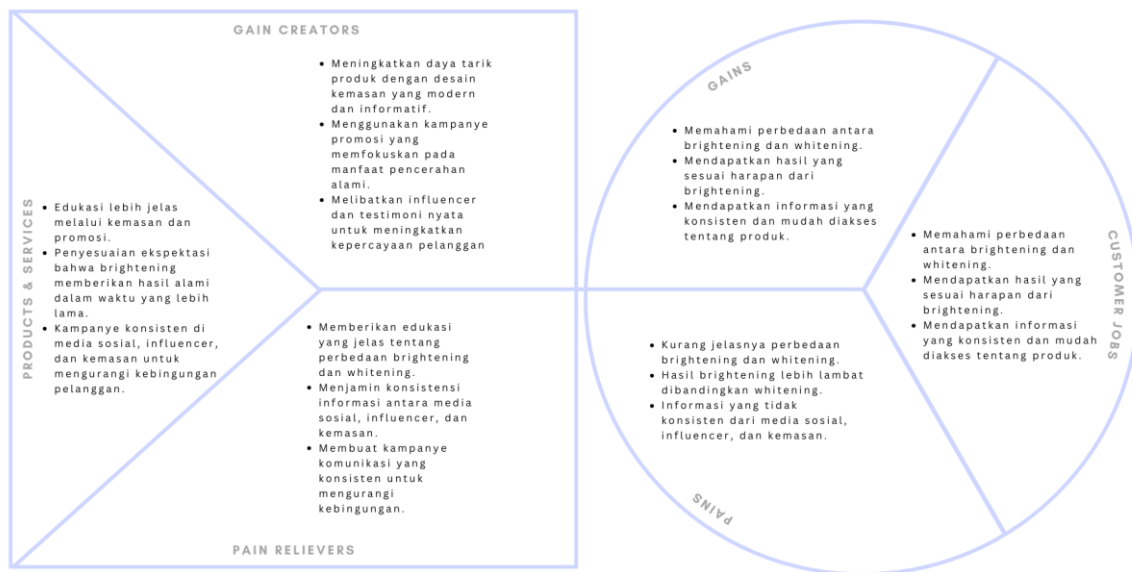 GAIN CREATORS
• Meningkatkan daya tarik
produk dengan desain
kemasan yang modern
dan informatif.
• Menggunakan kampanye
promosi yang
memfokuskan pada
manfaat pencerahan
alami.
• Melibatkan influencer
dan testimoni nyata
untuk meningkatkan
kepercayaan pelanggan
PRODUCTS & SERVICES
• Edukasi lebih jelas
melalui kemasan dan
promosi.
• Penyesuaian ekspektasi
bahwa brightening
memberikan hasil alami
dalam waktu yang lebih
lama.
• Kampanye konsisten di
media sosial, influencer,
dan kemasan untuk
mengurangi kebingungan
pelanggan.
• Memberikan edukasi
yang jelas tentang
perbedaan brightening
dan whitening.
• Menjamin konsistensi
informasi antara media
sosial, influencer, dan
kemasan.
• Membuat kampanye
komunikasi yang
konsisten untuk
mengurangi
kebingungan.
PAIN RELIEVERS
GAINS
• Memahami perbedaan antara
brightening dan whitening.
• Mendapatkan hasil yang
sesuai harapan dari
brightening.
• Mendapatkan informasi yang
konsisten dan mudah diakses
tentang produk.
• Memahami perbedaan
antara brightening dan
whitening.
• Mendapatkan hasil yang
sesuai harapan dari
brightening.
• Mendapatkan informasi
yang konsisten dan mudah
diakses tentang produk.
CUSTOMER JOBS
• Kurang jelasnya perbedaan
brightening dan whitening.
• Hasil brightening lebih lambat
dibandingkan whitening.
• Informasi yang tidak
konsisten dari media sosial,
influencer, dan kemasan.
PAINS